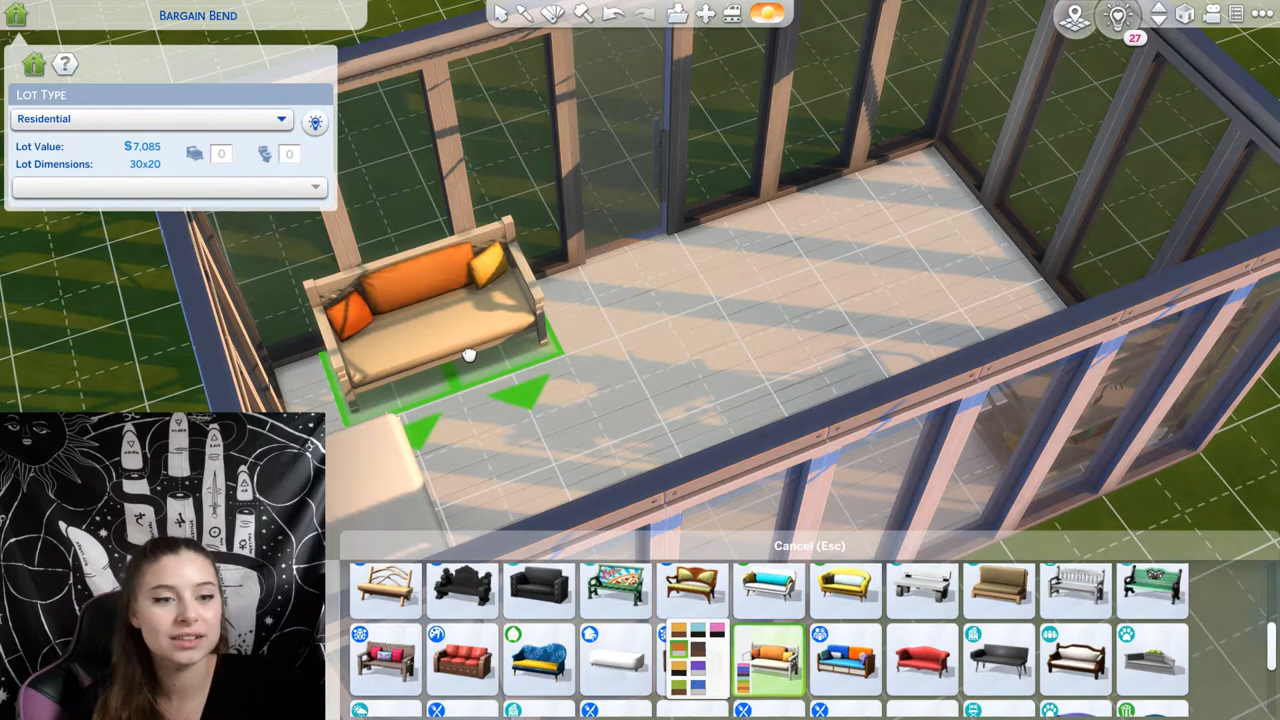 BARGAIN BEND
27
?
LOT TYPE
Residential
Lot Value: §7,085
0
0
Lot Dimensions: 30x20
Cancel (Esc)